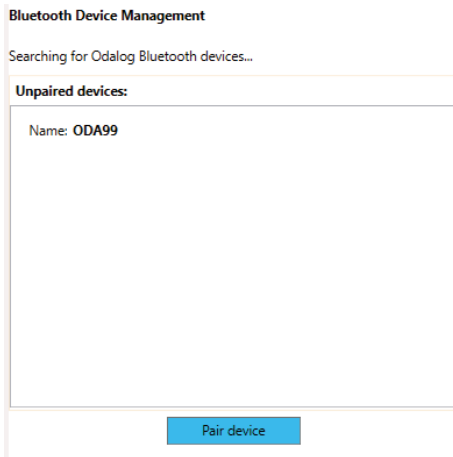 Bluetooth Device Management
Searching for Odalog Bluetooth devices...
Unpaired devices:
Name: ODA99
Pair device